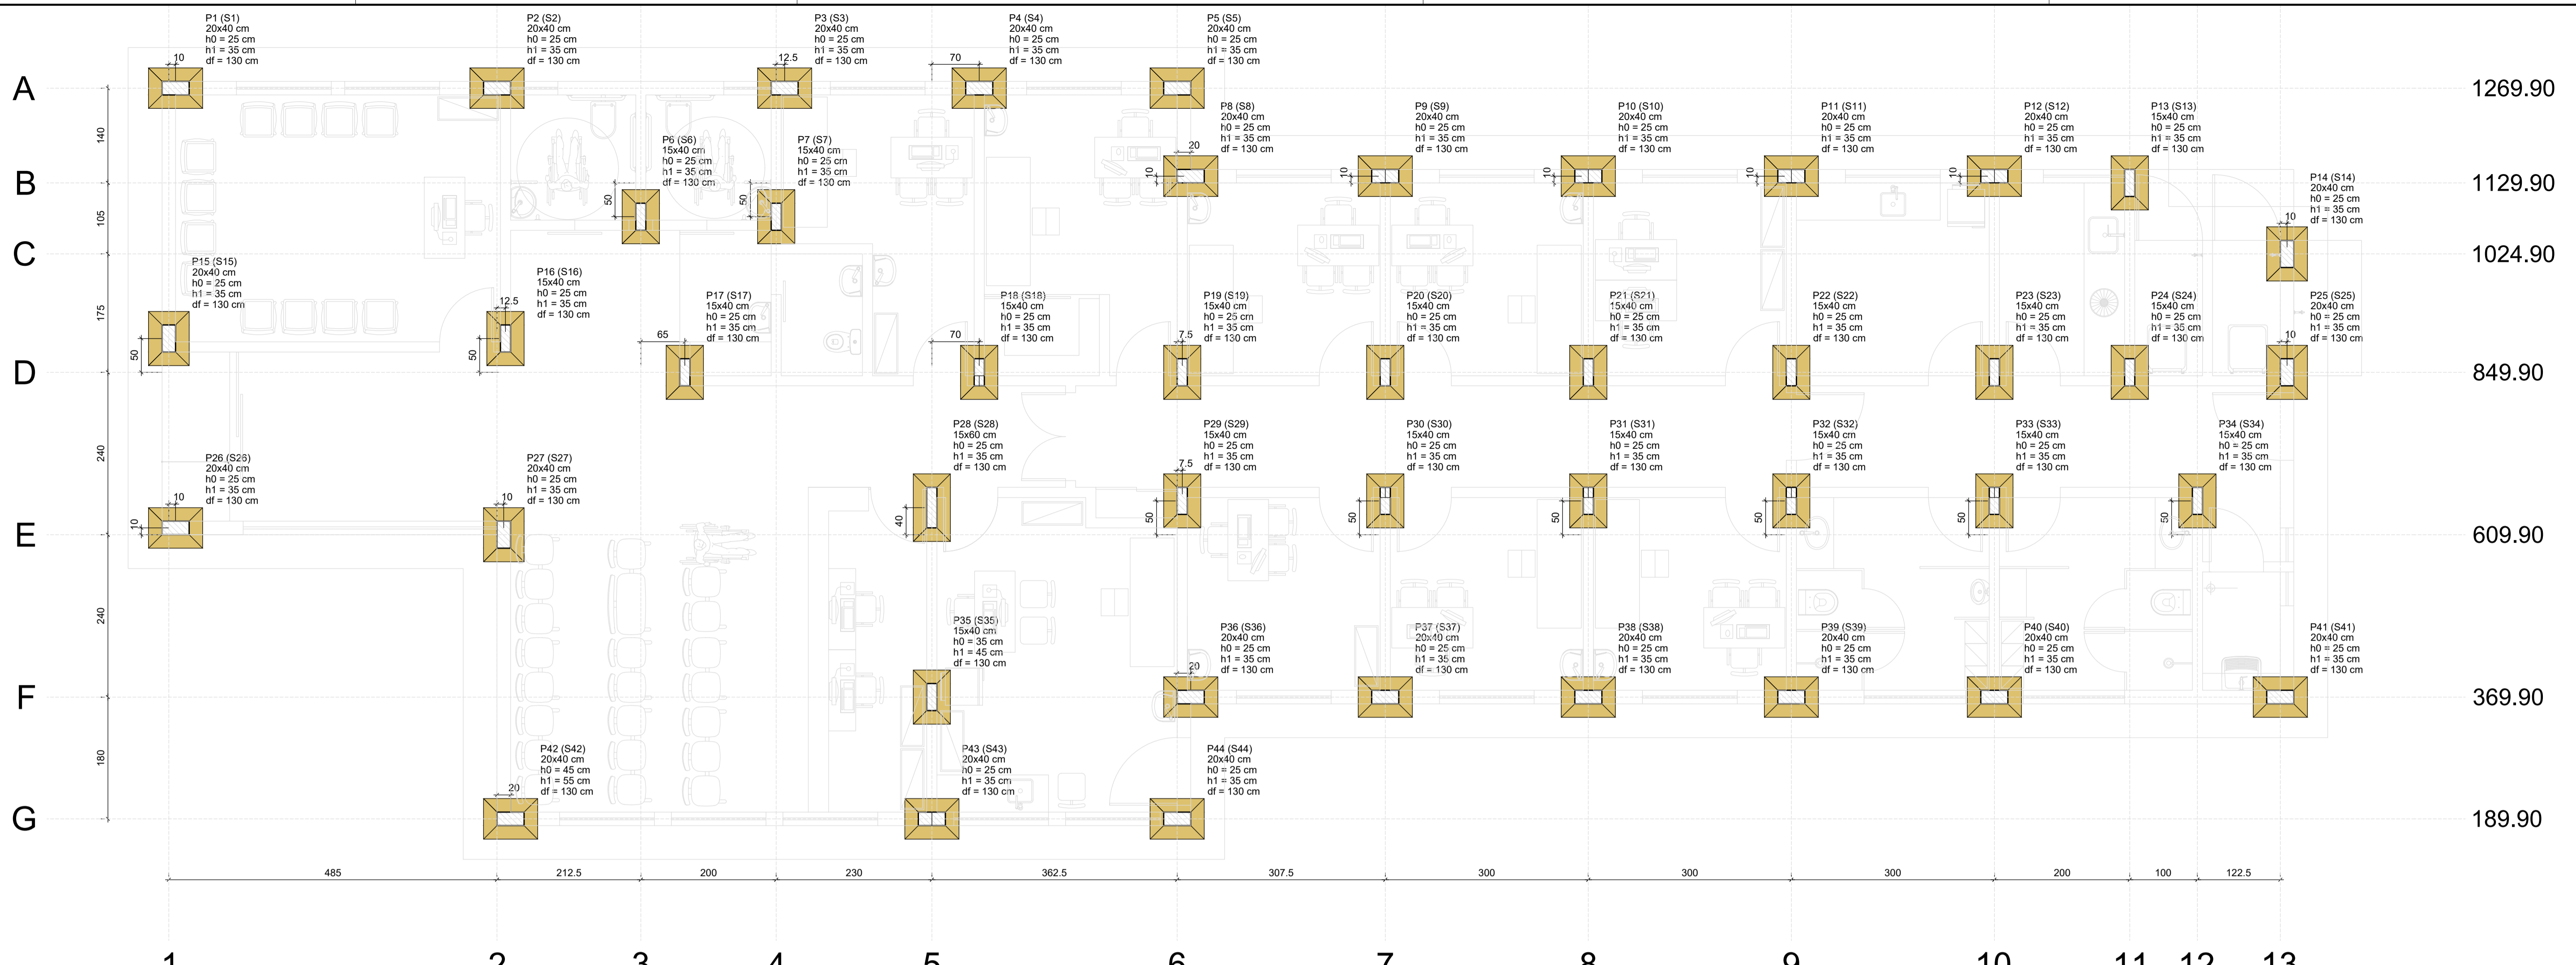 P1 (S1)
20x40 cm
h0 = 25 cm
h1 = 35 cm
df = 130 cm
10
P2 (S2)
20x40 cm
h0 = 25 cm
h1 = 35 cm
df = 130 cm
P3 (S3)
20x40 cm
h0 = 25 cm
h1 = 35 cm
df = 130 cm
12.5
P4 (S4)
20x40 cm
h0 = 25 cm
h1 = 35 cm
df = 130 cm
70
P5 (S5)
20x40 cm
h0 = 25 cm
h1 = 35 cm
df = 130 cm
A
1269.90
P8 (S8)
20x40 cm
h0 = 25 cm
h1 = 35 cm
df = 130 cm
20
10
P9 (S9)
20x40 cm
h0 = 25 cm
h1 = 35 cm
df = 130 cm
10
P10 (S10)
20x40 cm
h0 = 25 cm
h1 = 35 cm
df = 130 cm
10
P11 (S11)
20x40 cm
h0 = 25 cm
h1 = 35 cm
df = 130 cm
10
P12 (S12)
20x40 cm
h0 = 25 cm
h1 = 35 cm
df = 130 cm
10
P13 (S13)
15x40 cm
h0 = 25 cm
h1 = 35 cm
df = 130 cm
140
P6 (S6)
15x40 cm
h0 = 25 cm
h1 = 35 cm
df = 130 cm
50
P7 (S7)
15x40 cm
h0 = 25 cm
h1 = 35 cm
df = 130 cm
50
B
1129.90
P14 (S14)
20x40 cm
h0 = 25 cm
h1 = 35 cm
df = 130 cm
10
105
C
1024.90
P15 (S15)
20x40 cm
h0 = 25 cm
h1 = 35 cm
df = 130 cm
50
P16 (S16)
15x40 cm
h0 = 25 cm
h1 = 35 cm
df = 130 cm
12.5
50
175
P17 (S17)
15x40 cm
h0 = 25 cm
h1 = 35 cm
df = 130 cm
65
P18 (S18)
15x40 cm
h0 = 25 cm
h1 = 35 cm
df = 130 cm
70
P19 (S19)
15x40 cm
h0 = 25 cm
h1 = 35 cm
df = 130 cm
7.5
P20 (S20)
15x40 cm
h0 = 25 cm
h1 = 35 cm
df = 130 cm
P21 (S21)
15x40 cm
h0 = 25 cm
h1 = 35 cm
df = 130 cm
P22 (S22)
15x40 cm
h0 = 25 cm
h1 = 35 cm
df = 130 cm
P23 (S23)
15x40 cm
h0 = 25 cm
h1 = 35 cm
df = 130 cm
P24 (S24)
15x40 cm
h0 = 25 cm
h1 = 35 cm
df = 130 cm
P25 (S25)
20x40 cm
h0 = 25 cm
h1 = 35 cm
df = 130 cm
10
D
849.90
240
P26 (S26)
20x40 cm
h0 = 25 cm
h1 = 35 cm
df = 130 cm
10
10
P27 (S27)
20x40 cm
h0 = 25 cm
h1 = 35 cm
df = 130 cm
10
P28 (S28)
15x60 cm
h0 = 25 cm
h1 = 35 cm
df = 130 cm
40
P29 (S29)
15x40 cm
h0 = 25 cm
h1 = 35 cm
df = 130 cm
7.5
50
P30 (S30)
15x40 cm
h0 = 25 cm
h1 = 35 cm
df = 130 cm
50
P31 (S31)
15x40 cm
h0 = 25 cm
h1 = 35 cm
df = 130 cm
50
P32 (S32)
15x40 cm
h0 = 25 cm
h1 = 35 cm
df = 130 cm
50
P33 (S33)
15x40 cm
h0 = 25 cm
h1 = 35 cm
df = 130 cm
50
P34 (S34)
15x40 cm
h0 = 25 cm
h1 = 35 cm
df = 130 cm
50
E
609.90
240
P35 (S35)
15x40 cm
h0 = 35 cm
h1 = 45 cm
df = 130 cm
P36 (S36)
20x40 cm
h0 = 25 cm
h1 = 35 cm
df = 130 cm
20
P37 (S37)
20x40 cm
h0 = 25 cm
h1 = 35 cm
df = 130 cm
P38 (S38)
20x40 cm
h0 = 25 cm
h1 = 35 cm
df = 130 cm
P39 (S39)
20x40 cm
h0 = 25 cm
h1 = 35 cm
df = 130 cm
P40 (S40)
20x40 cm
h0 = 25 cm
h1 = 35 cm
df = 130 cm
P41 (S41)
20x40 cm
h0 = 25 cm
h1 = 35 cm
df = 130 cm
F
369.90
180
P42 (S42)
20x40 cm
h0 = 45 cm
h1 = 55 cm
df = 130 cm
20
P43 (S43)
20x40 cm
h0 = 25 cm
h1 = 35 cm
df = 130 cm
P44 (S44)
20x40 cm
h0 = 25 cm
h1 = 35 cm
df = 130 cm
G
189.90
485 212.5 200 230 362.5 307.5 300 300 300 200 100 122.5
1 2 3 4 5 6 7 8 9 10 11 12 13